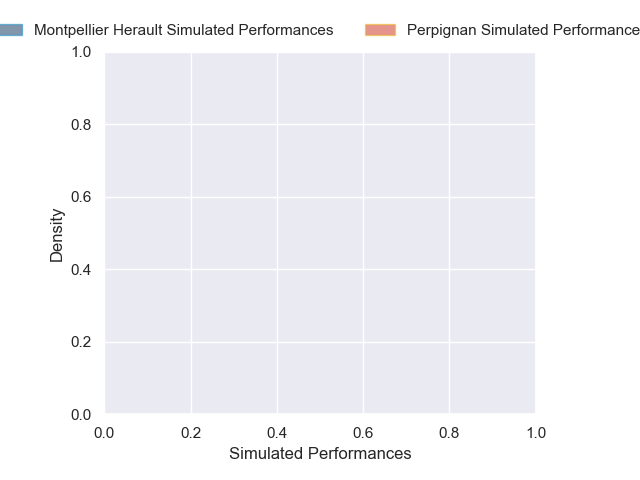 Montpellier Herault Simulated Performances
Perpignan Simulated Performance
1.0
0.8
0.6
0.4
0.2
0.0
Density
0.0 0.2 0.4 0.6 0.8 1.0
Simulated Performances